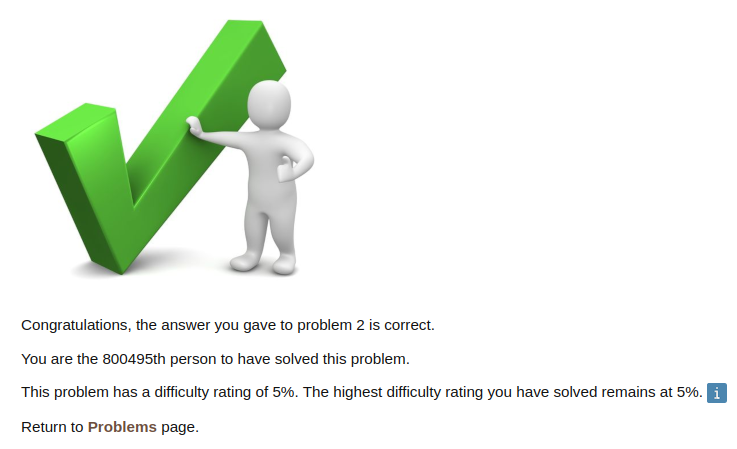 Congratulations, the answer you gave to problem 2 is correct.
You are the 800495th person to have solved this problem.
This problem has a difficulty rating of 5%. The highest difficulty rating you have solved remains at 5%. i
Return to Problems page.